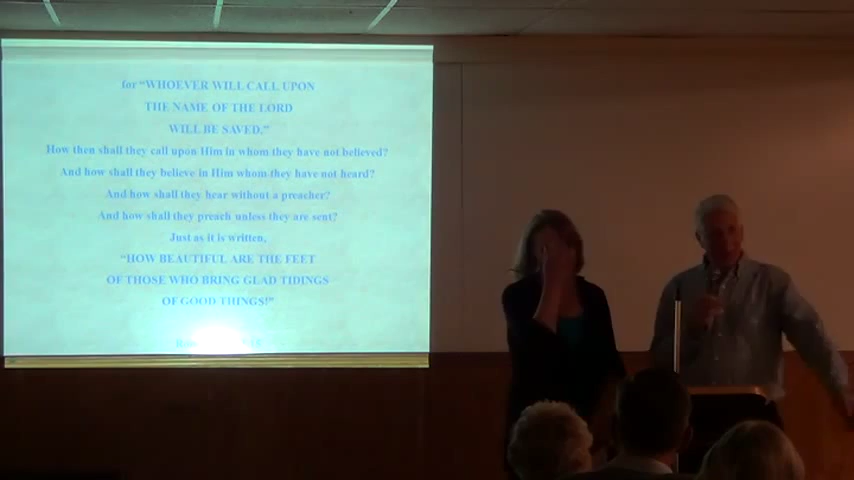 for “WHOEVER WILL CALL UPON
THE NAME OF THE LORD
WILL BE SAVED.”
How then shall they call upon Him in whom they have not believed?
And how shall they believe in Him whom they have not heard?
And how shall they hear without a preacher?
And how shall they preach unless they are sent?
Just as it is written,
“HOW BEAUTIFUL ARE THE FEET
OF THOSE WHO BRING GLAD TIDINGS
OF GOOD THINGS!”